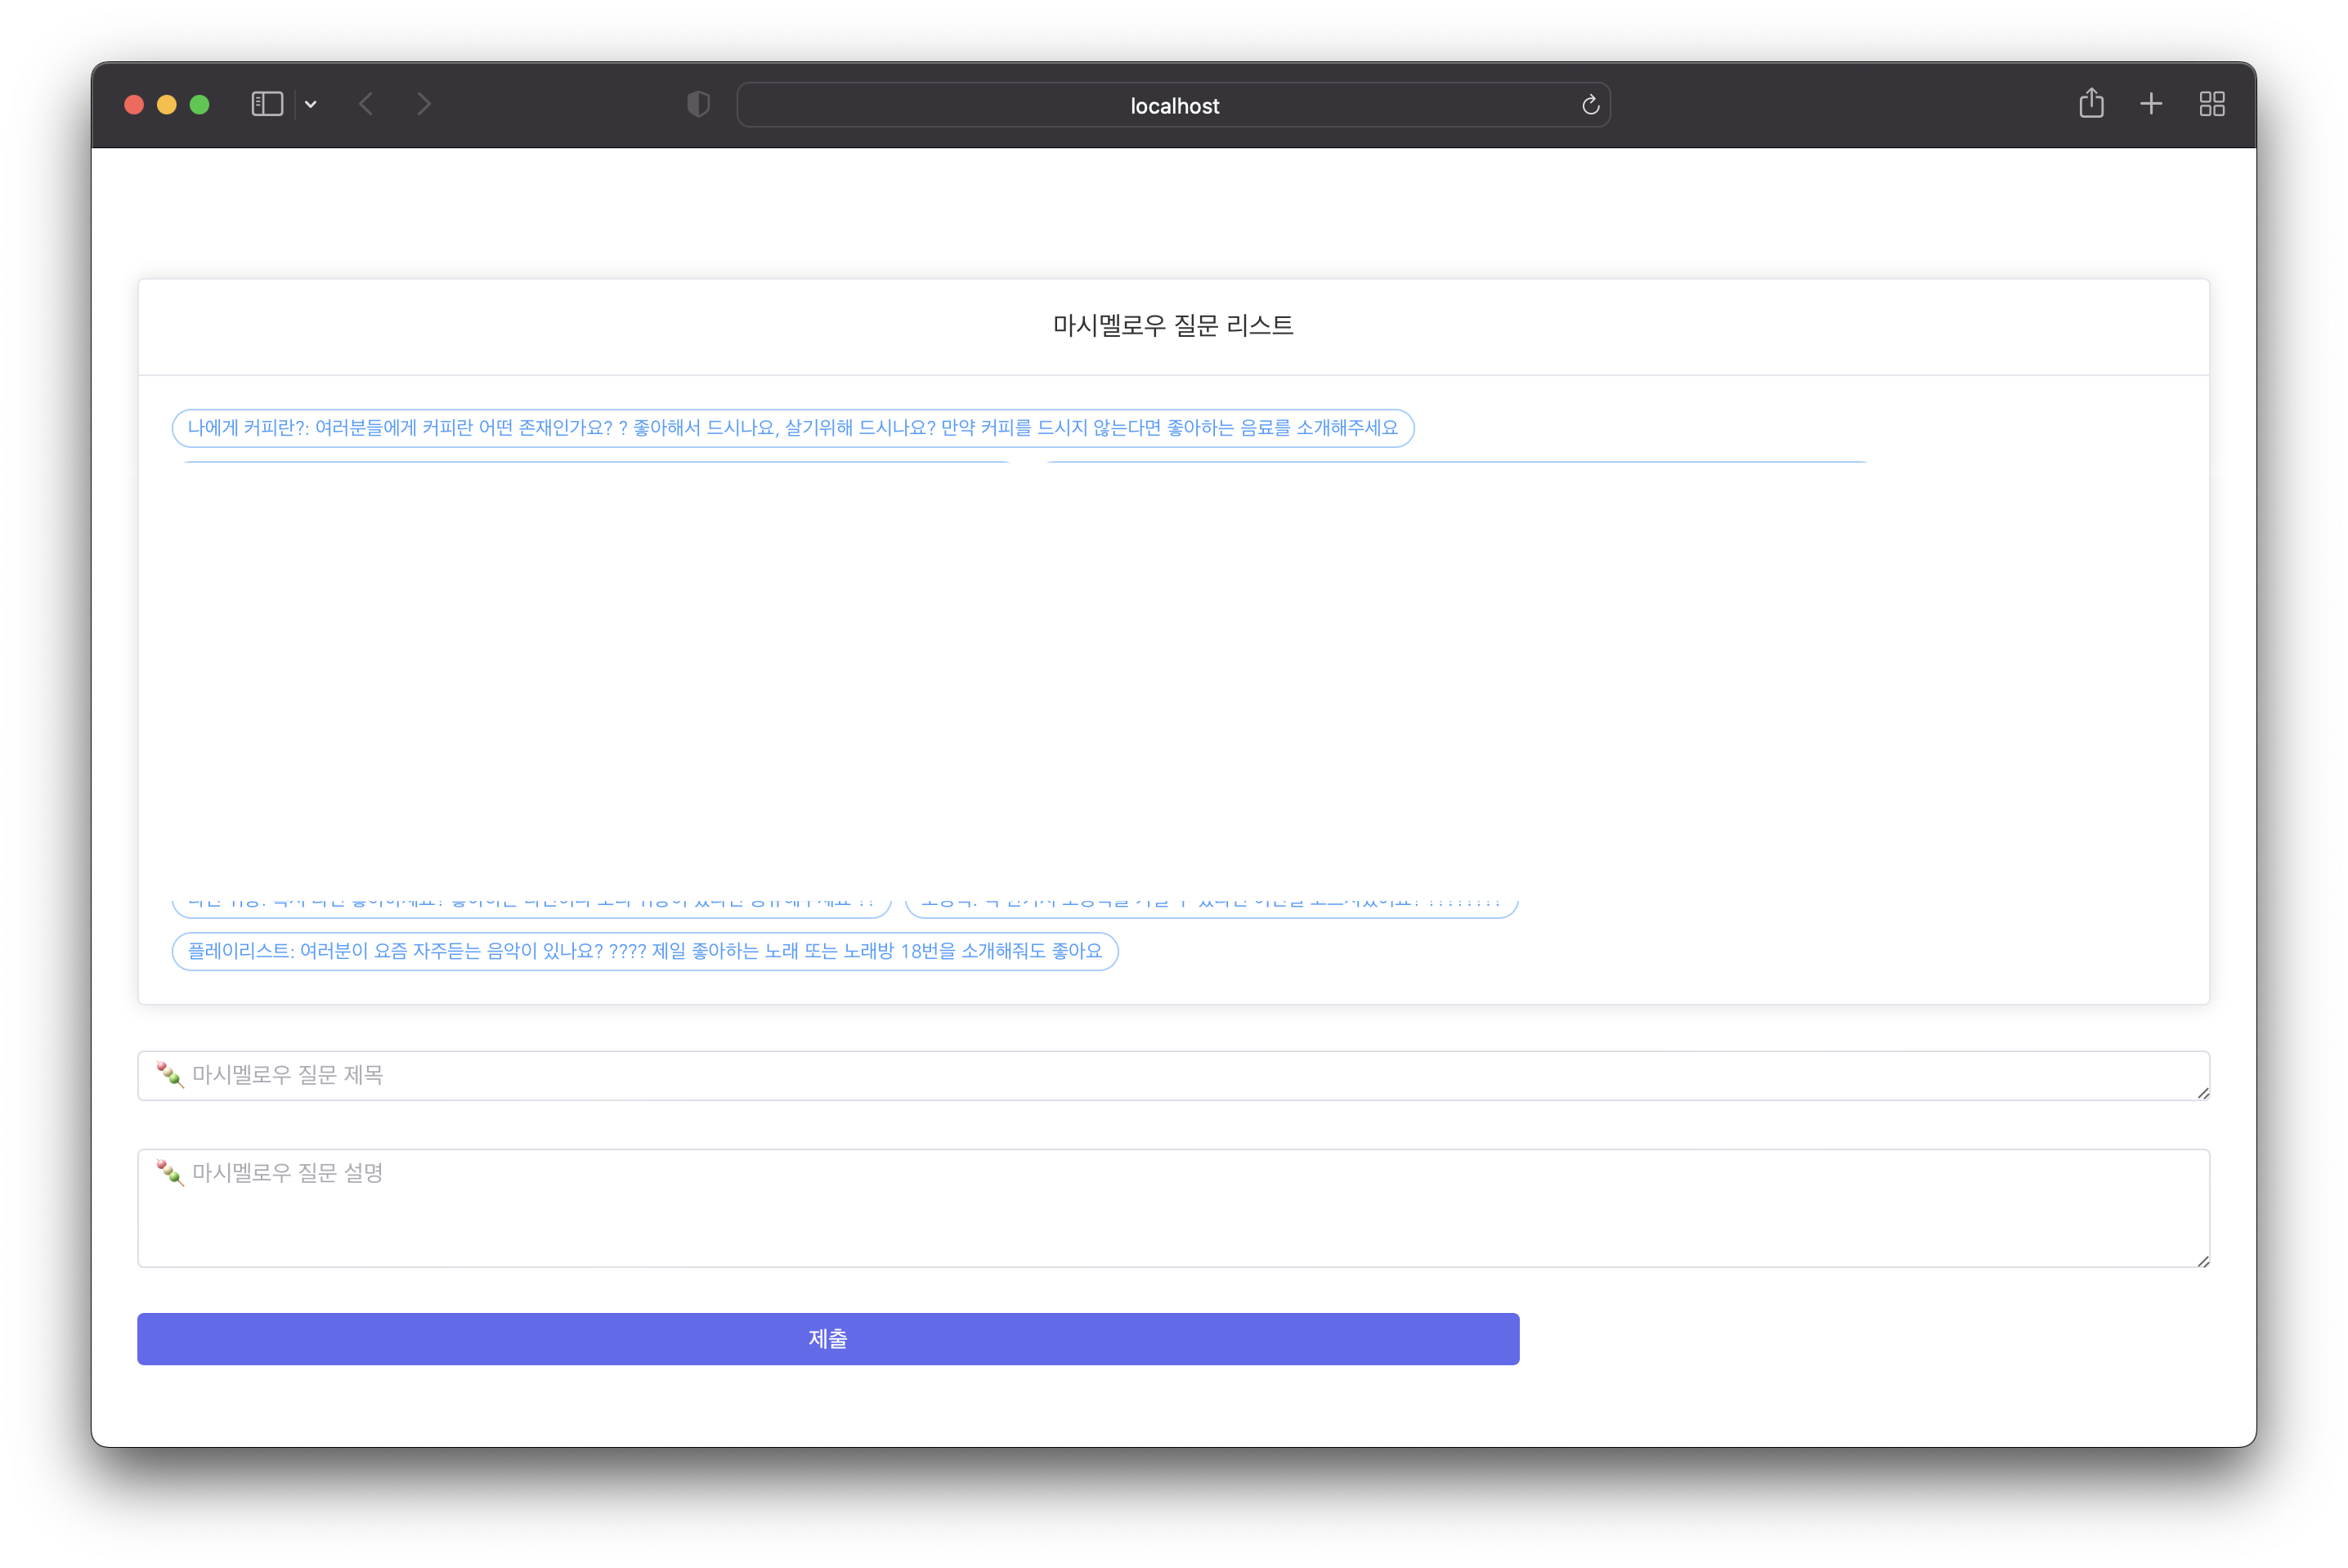 localhost
마시멜로우 질문 리스트
나에게 커피란?: 여러분들에게 커피란 어떤 존재인가요? ? 좋아해서 드시나요, 살기위해 드시나요? 만약 커피를 드시지 않는다면 좋아하는 음료를 소개해주세요
플레이리스트: 여러분이 요즘 자주듣는 음악이 있나요? ???? 제일 좋아하는 노래 또는 노래방 18번을 소개해줘도 좋아요
마시멜로우 질문 제목
마시멜로우 질문 설명
제출